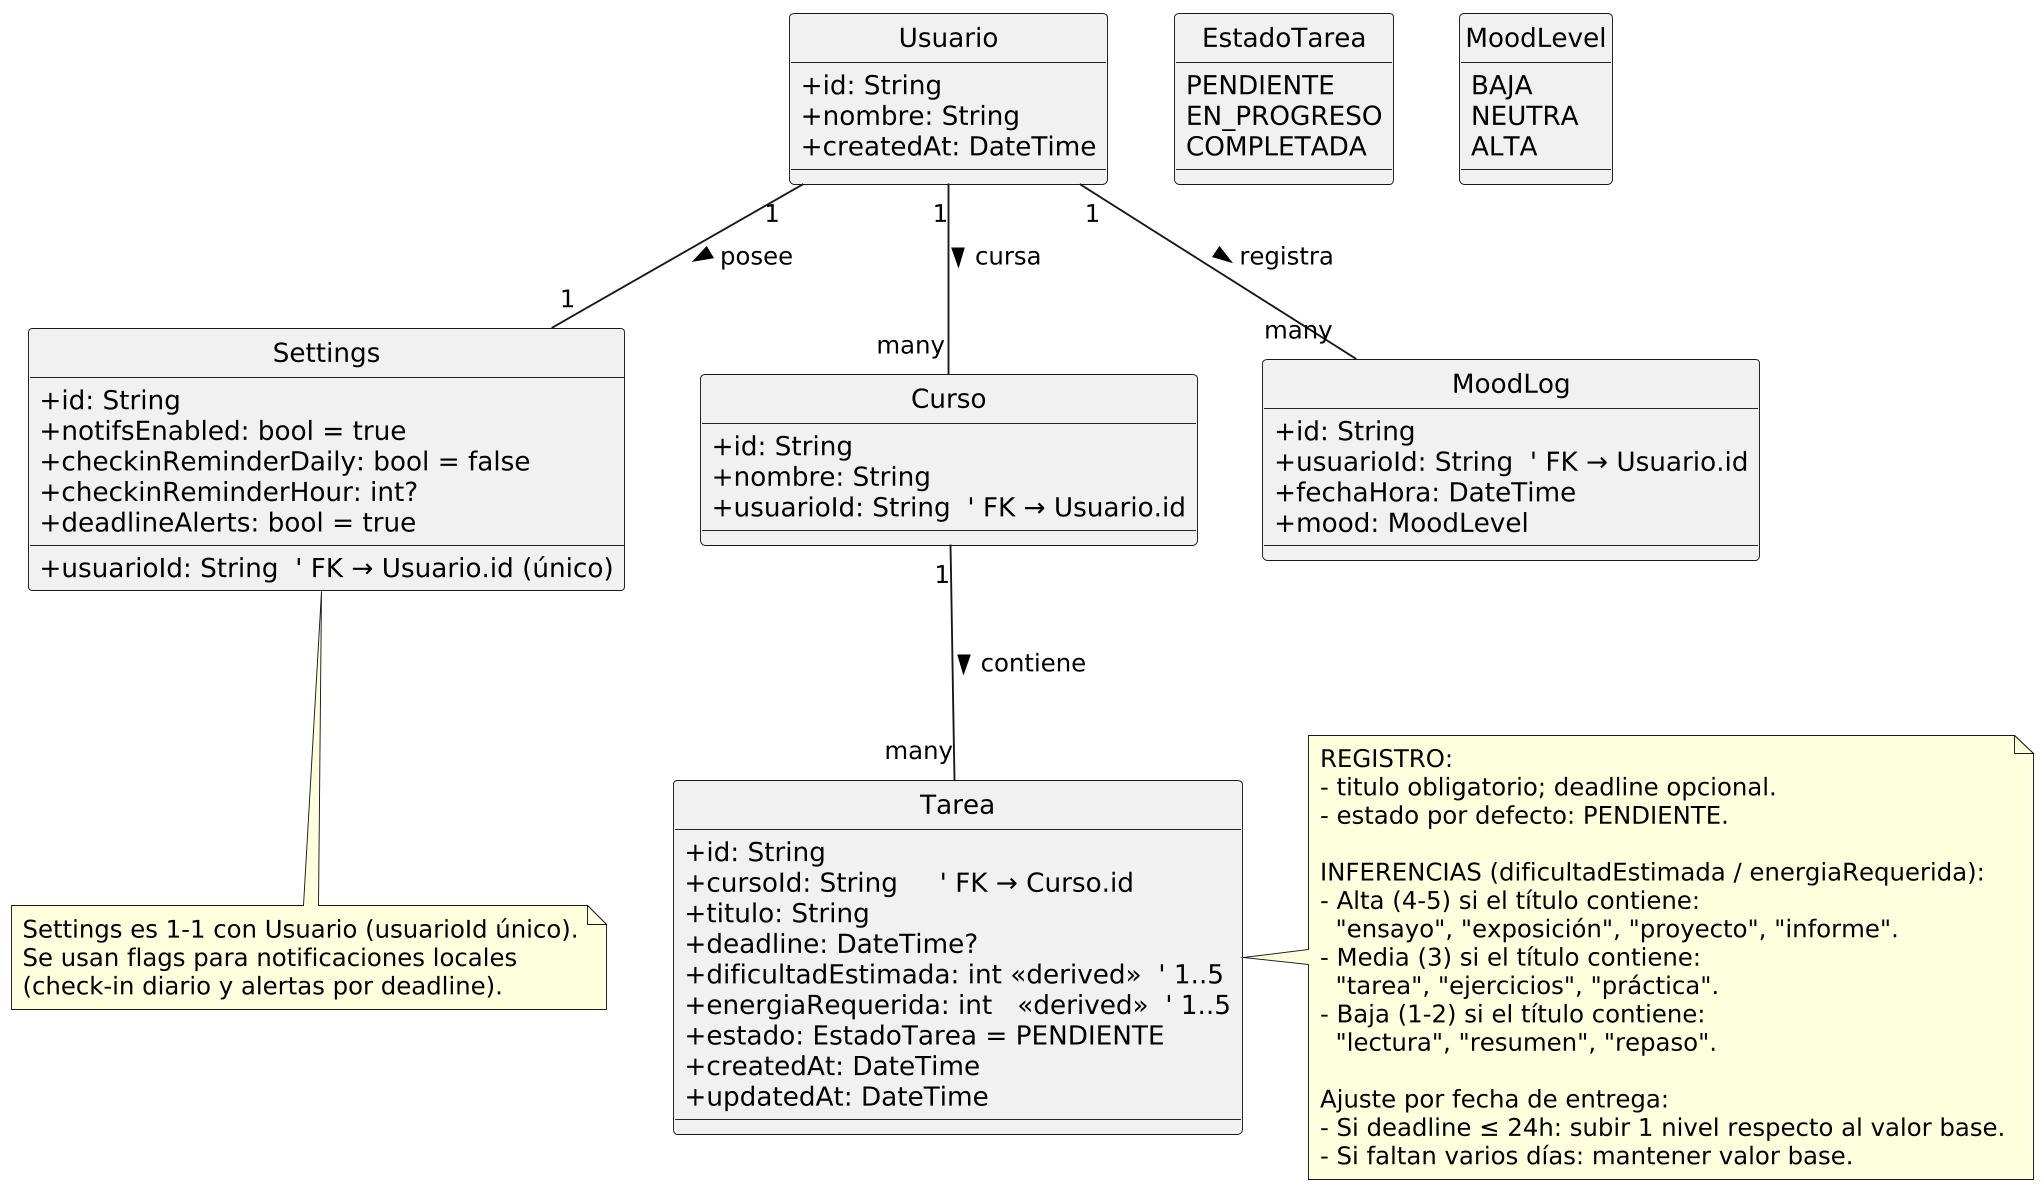 Usuario
+id: String
+nombre: String
+createdAt: DateTime
EstadoTarea
PENDIENTE
EN_PROGRESO
COMPLETADA
MoodLevel
BAJA
NEUTRA
ALTA
1
1
1
posee
cursa
registra
1
many
many
Settings
+id: String
+notifsEnabled: bool = true
+checkinReminderDaily: bool = false
+checkinReminderHour: int?
+deadlineAlerts: bool = true
+usuarioId: String  ' FK → Usuario.id (único)
Curso
+id: String
+nombre: String
+usuarioId: String  ' FK → Usuario.id
MoodLog
+id: String
+usuarioId: String  ' FK → Usuario.id
+fechaHora: DateTime
+mood: MoodLevel
1
contiene
many
Settings es 1-1 con Usuario (usuarioId único).
Se usan flags para notificaciones locales
(check-in diario y alertas por deadline).
Tarea
+id: String
+cursoId: String     ' FK → Curso.id
+titulo: String
+deadline: DateTime?
+dificultadEstimada: int «derived»  ' 1..5
+energiaRequerida: int   «derived»  ' 1..5
+estado: EstadoTarea = PENDIENTE
+createdAt: DateTime
+updatedAt: DateTime
REGISTRO:
- titulo obligatorio; deadline opcional.
- estado por defecto: PENDIENTE.
INFERENCIAS (dificultadEstimada / energiaRequerida):
- Alta (4-5) si el título contiene:
"ensayo", "exposición", "proyecto", "informe".
- Media (3) si el título contiene:
"tarea", "ejercicios", "práctica".
- Baja (1-2) si el título contiene:
"lectura", "resumen", "repaso".
Ajuste por fecha de entrega:
- Si deadline ≤ 24h: subir 1 nivel respecto al valor base.
- Si faltan varios días: mantener valor base.